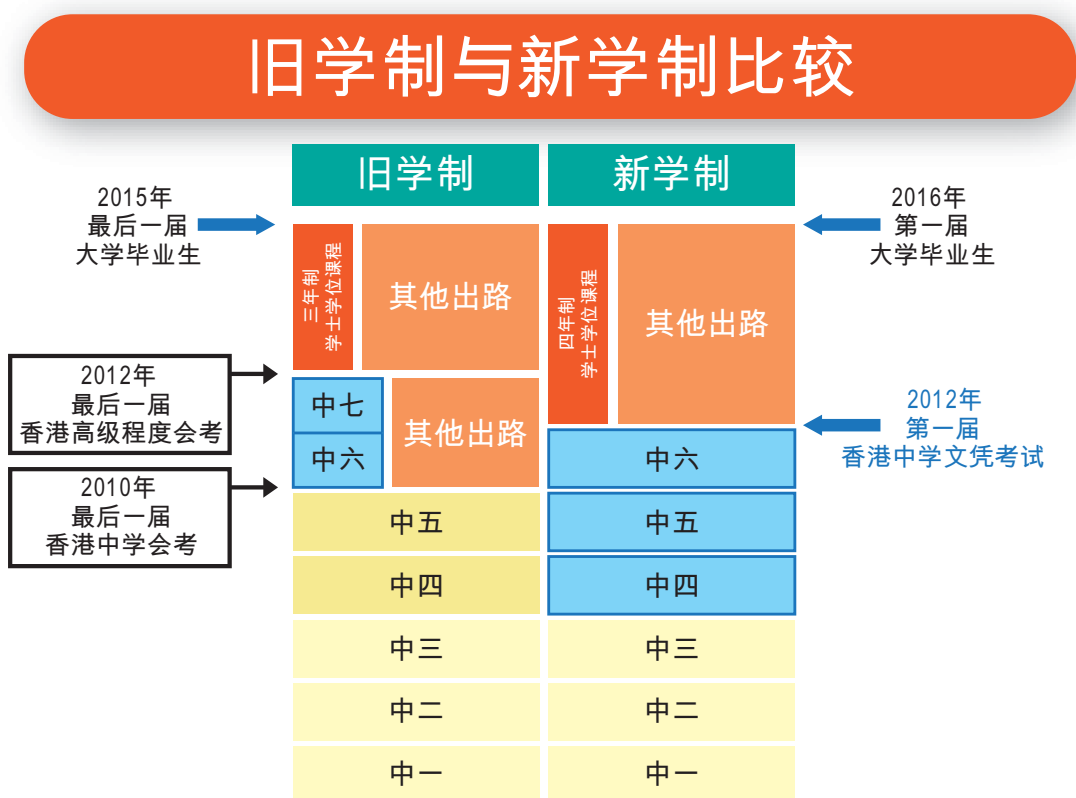 旧学制与新学制比较
旧学制
新学制
2015年
最后一届
大学毕业生
2016年
第一届
大学毕业生
三年制
学士学位课程
其他出路
四年制
学士学位课程
其他出路
2012年
最后一届
香港高级程度会考
中七
中六
其他出路
2012年
第一届
香港中学文凭考试
中六
2010年
最后一届
香港中学会考
中五
中五
中四
中四
中三
中三
中二
中二
中一
中一